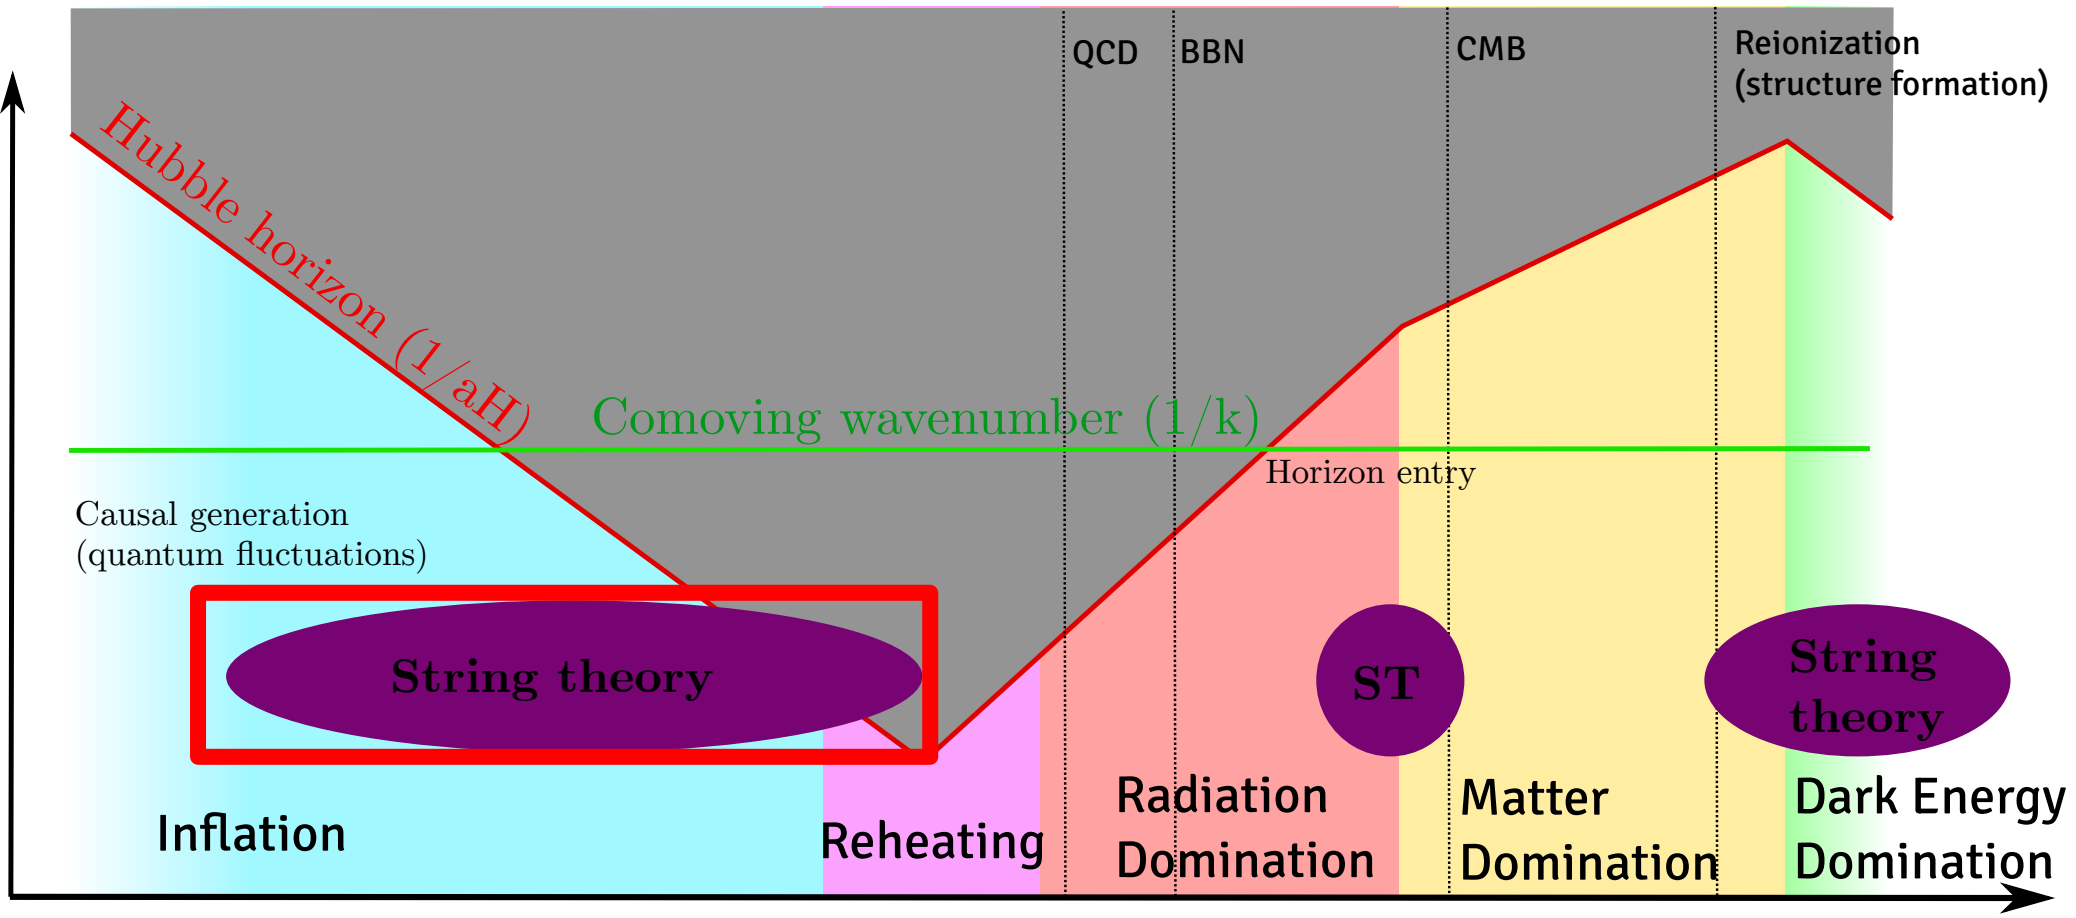 QCD
BBN
CMB
Reionization
(structure formation)
Hubble horizon (1/aH)
Comoving wavenumber (1/k)
Horizon entry
Causal generation
(quantum fluctuations)
String theory
ST
String
theory
Inflation
Reheating
Radiation
Domination
Matter
Domination
Dark Energy
Domination